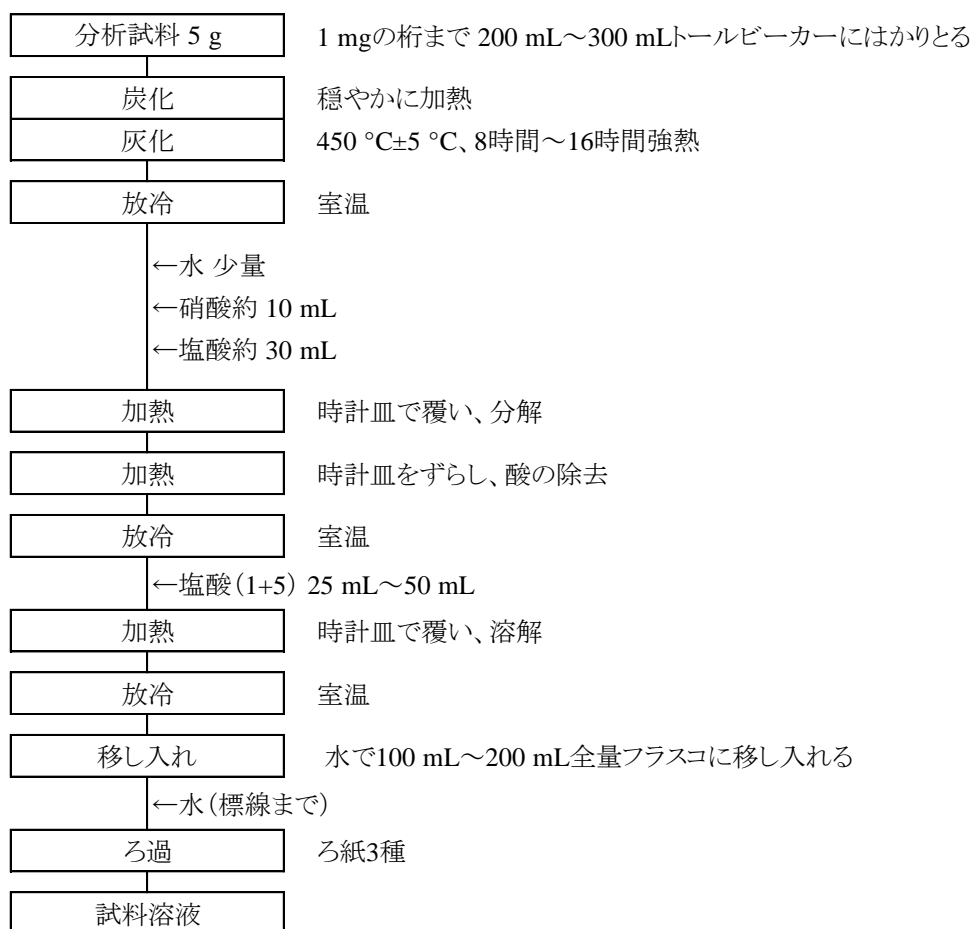 分析試料 5 g 1 mgの桁まで 200 mL～300 mLトールビーカーにはかりとる
炭化 穏やかに加熱
灰化 450 °C±5 °C、8時間～16時間強熱
放冷 室温
←水 少量
←硝酸約 10 mL
←塩酸約 30 mL
加熱 時計皿で覆い、分解
加熱 時計皿をずらし、酸の除去
放冷 室温
←塩酸（1+5） 25 mL～50 mL
加熱 時計皿で覆い、溶解
放冷 室温
移し入れ 水で100 mL～200 mL全量フラスコに移し入れる
←水（標線まで）
ろ過 ろ紙3種
試料溶液